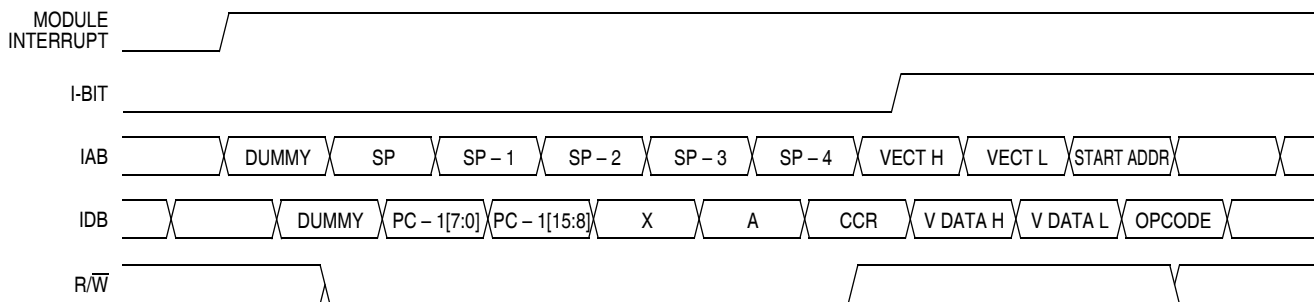 MODULE
INTERRUPT
I-BIT
IAB DUMMY SP SP – 1 SP – 2 SP – 3 SP – 4 VECT H VECT L START ADDR
IDB DUMMY PC – 1[7:0] PC – 1[15:8] X A CCR V DATA H V DATA L OPCODE
R/W̅